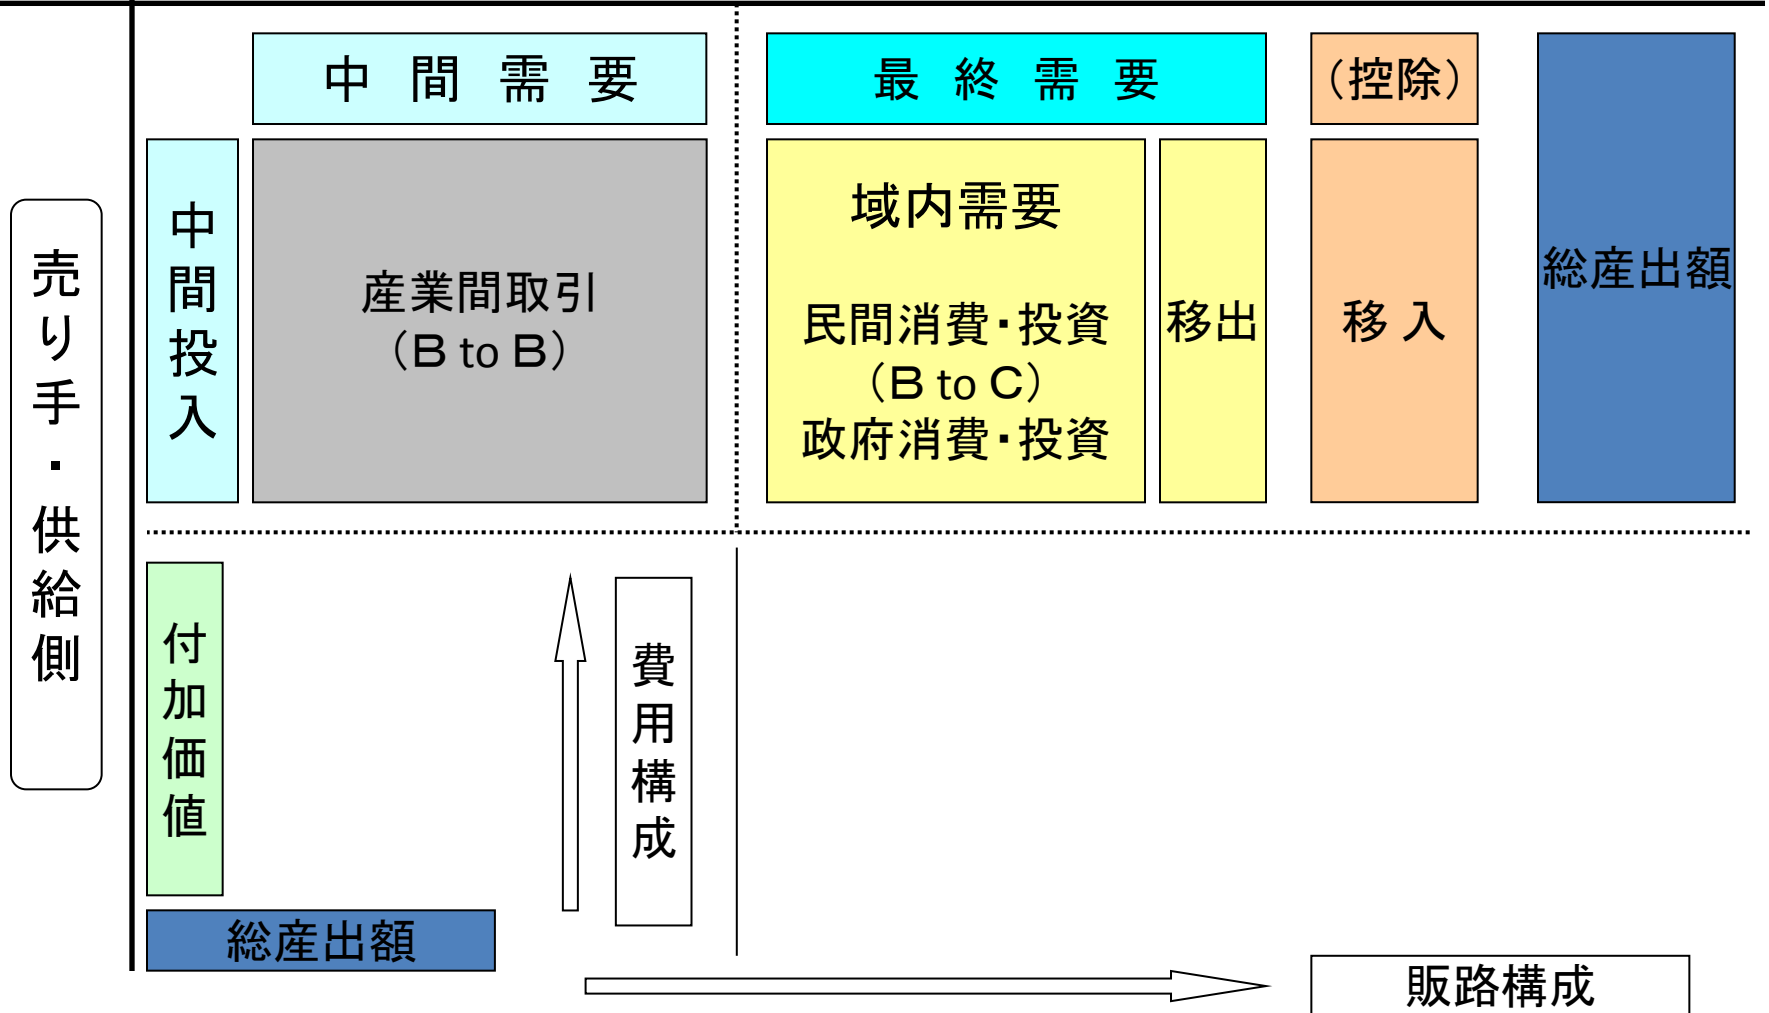 中間需要
最終需要
（控除）
総産出額
売り手・供給側
中間投入
産業間取引
（B to B）
域内需要
民間消費・投資
（B to C）
政府消費・投資
移出
移入
付加価値
費用構成
総産出額
販路構成